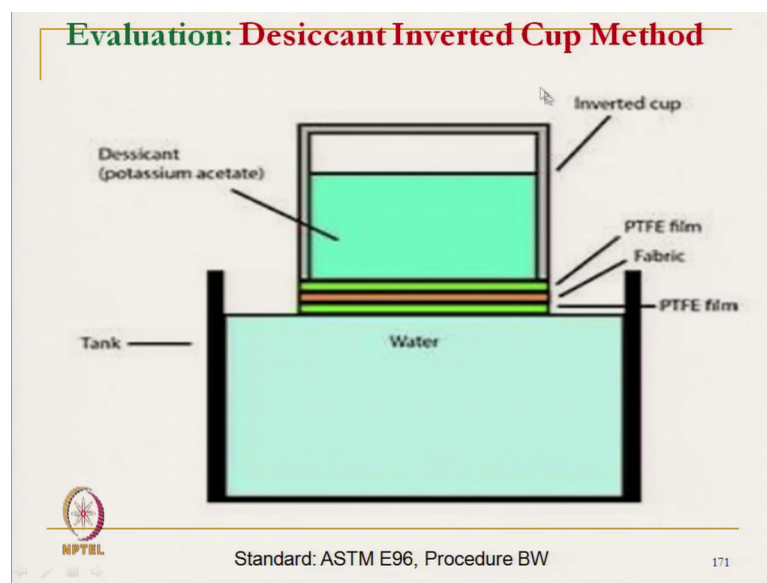 Evaluation: Desiccant Inverted Cup Method
Inverted cup
Dessicant
(potassium acetate)
PTFE film
Fabric
PTFE film
Tank
Water
NPTEL
Standard: ASTM E96, Procedure BW
171